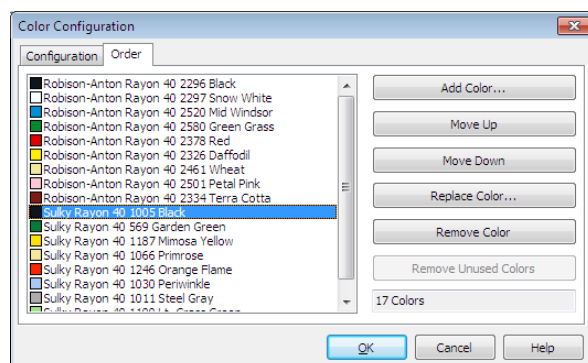 Color Configuration
Configuration
Order
Robison-Anton Rayon 40 2296 Black
Robison-Anton Rayon 40 2297 Snow White
Robison-Anton Rayon 40 2520 Mid Windsor
Robison-Anton Rayon 40 2580 Green Grass
Robison-Anton Rayon 40 2378 Red
Robison-Anton Rayon 40 2326 Daffodil
Robison-Anton Rayon 40 2461 Wheat
Robison-Anton Rayon 40 2501 Petal Pink
Robison-Anton Rayon 40 2334 Terra Cotta
Sulky Rayon 40 1005 Black
Sulky Rayon 40 569 Garden Green
Sulky Rayon 40 1187 Mimosa Yellow
Sulky Rayon 40 1066 Primrose
Sulky Rayon 40 1246 Orange Flame
Sulky Rayon 40 1030 Periwinkle
Sulky Rayon 40 1011 Steel Gray
Sulky Rayon 40
Add Color...
Move Up
Move Down
Replace Color...
Remove Color
Remove Unused Colors
17 Colors
OK
Cancel
Help